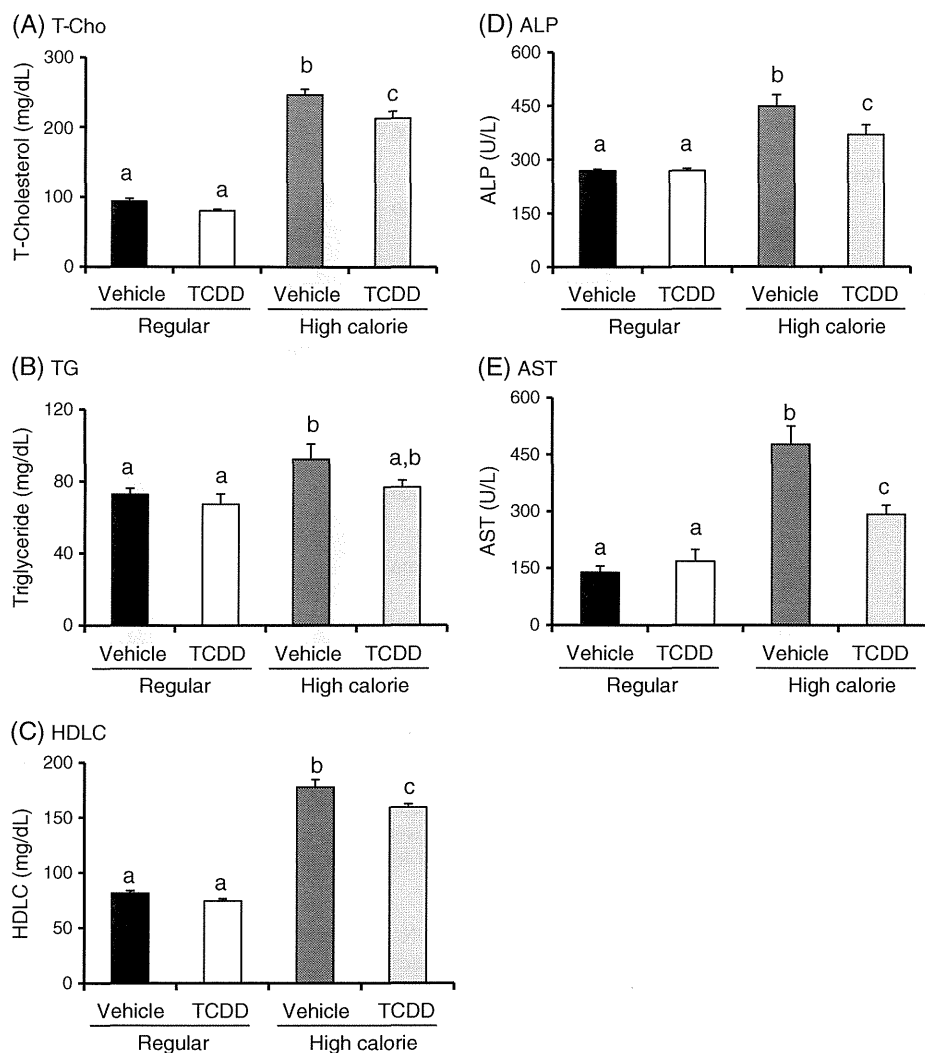 (A) T-Cho
300
200
100
0
T-Cholesterol (mg/dL)
a
a
b
c
Vehicle TCDD Vehicle TCDD
Regular High calorie
(B) TG
120
80
40
0
Triglyceride (mg/dL)
a
a
b
a,b
Vehicle TCDD Vehicle TCDD
Regular High calorie
(C) HDLC
200
150
100
50
0
HDLC (mg/dL)
a
a
b
c
Vehicle TCDD Vehicle TCDD
Regular High calorie
(D) ALP
600
450
300
150
0
ALP (U/L)
a
a
b
c
Vehicle TCDD Vehicle TCDD
Regular High calorie
(E) AST
600
450
300
150
0
AST (U/L)
a
a
b
c
Vehicle TCDD Vehicle TCDD
Regular High calorie